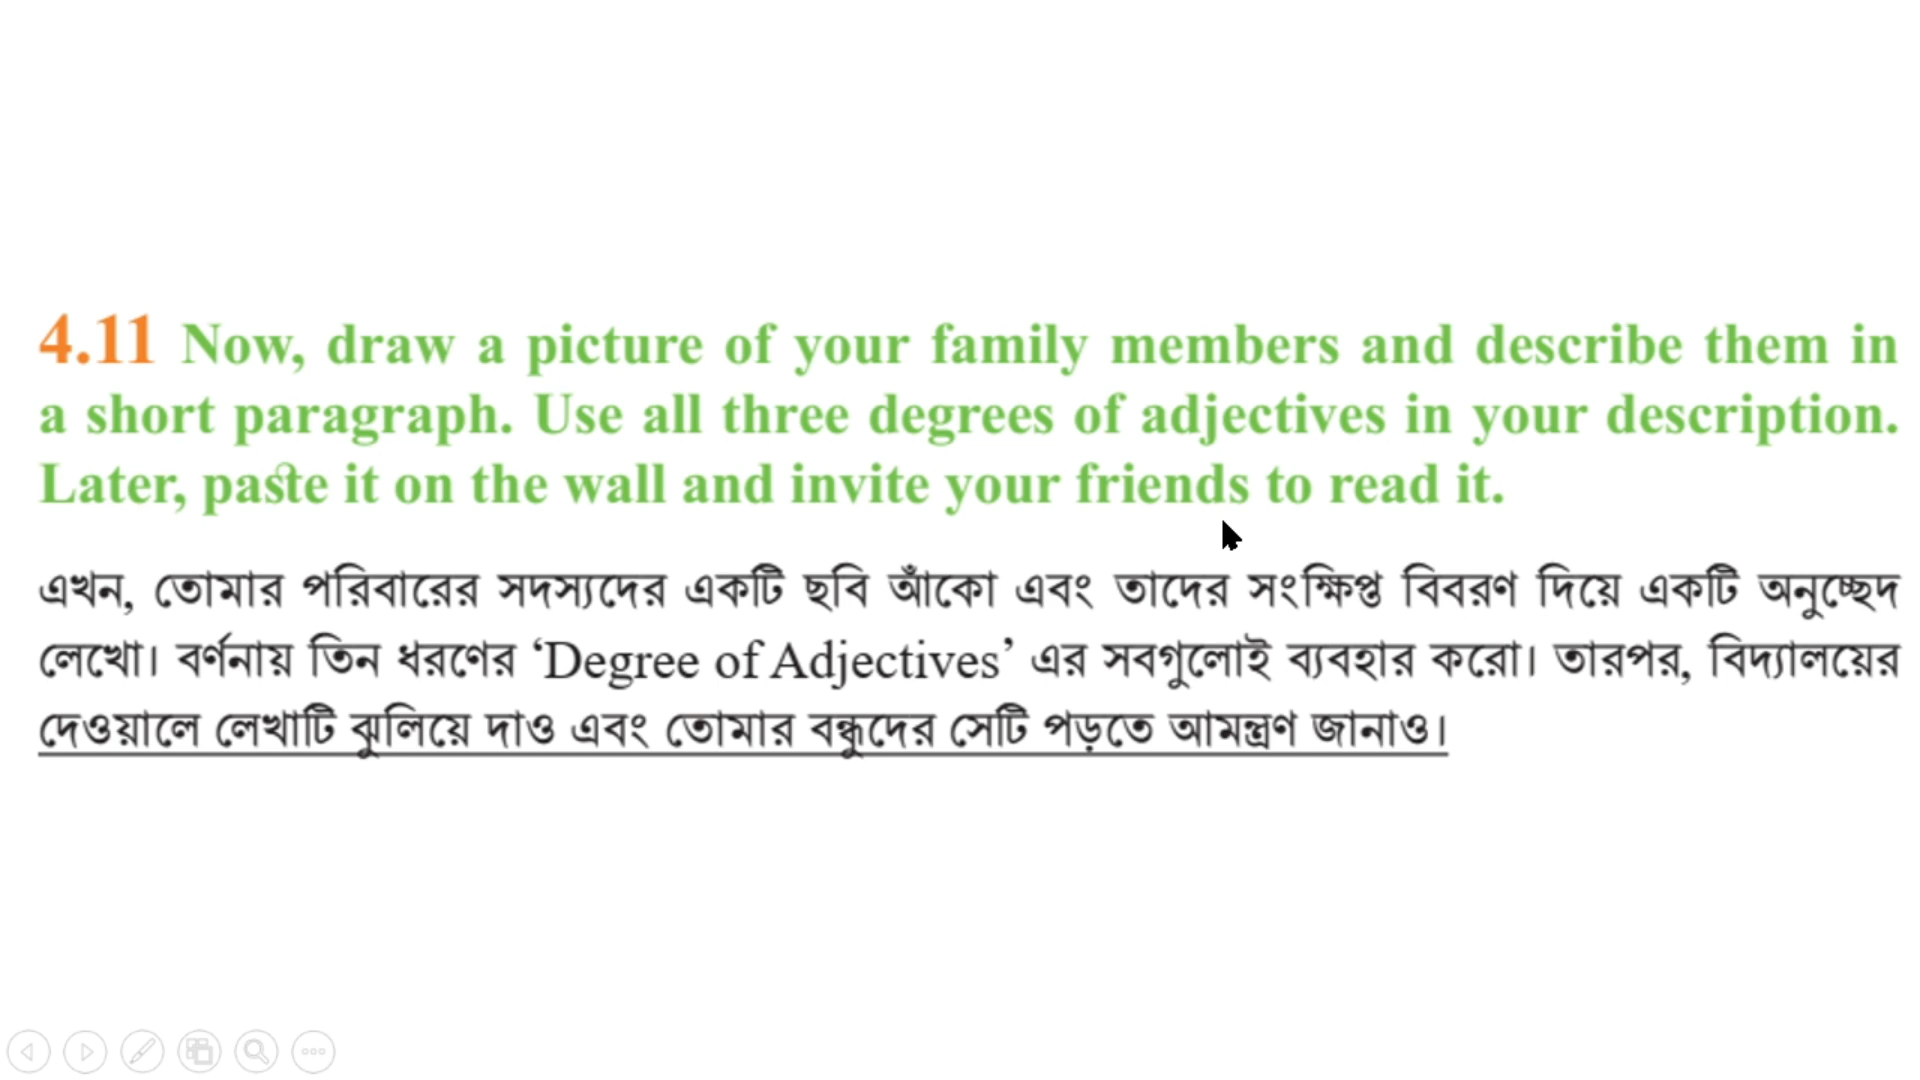 4.11 Now, draw a picture of your family members and describe them in
a short paragraph. Use all three degrees of adjectives in your description.
Later, paste it on the wall and invite your friends to read it.
এখন, তোমার পরিবারের সদস্যদের একটি ছবি আঁকো এবং তাদের সংক্ষিপ্ত বিবরণ দিয়ে একটি অনুচ্ছেদ
লেখো। বর্ণনায় তিন ধরণের ‘Degree of Adjectives’ এর সবগুলোই ব্যবহার করো। তারপর, বিদ্যালয়ের
দেওয়ালে লেখাটি ঝুলিয়ে দাও এবং তোমার বন্ধুদের সেটি পড়তে আমন্ত্রণ জানাও।